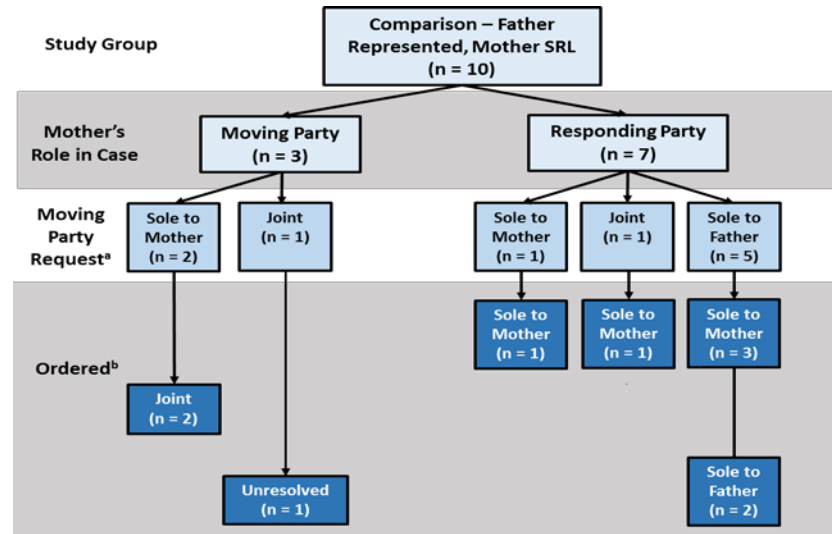 Study Group
Comparison – Father
Represented, Mother SRL
(n = 10)
Mother's
Role in Case
Moving Party
(n = 3)
Responding Party
(n = 7)
Moving
Party
Requestᵃ
Sole to
Mother
(n = 2)
Joint
(n = 1)
Sole to
Mother
(n = 1)
Joint
(n = 1)
Sole to
Father
(n = 5)
Orderedᵇ
Sole to
Mother
(n = 1)
Sole to
Mother
(n = 1)
Sole to
Mother
(n = 3)
Joint
(n = 2)
Unresolved
(n = 1)
Sole to
Father
(n = 2)